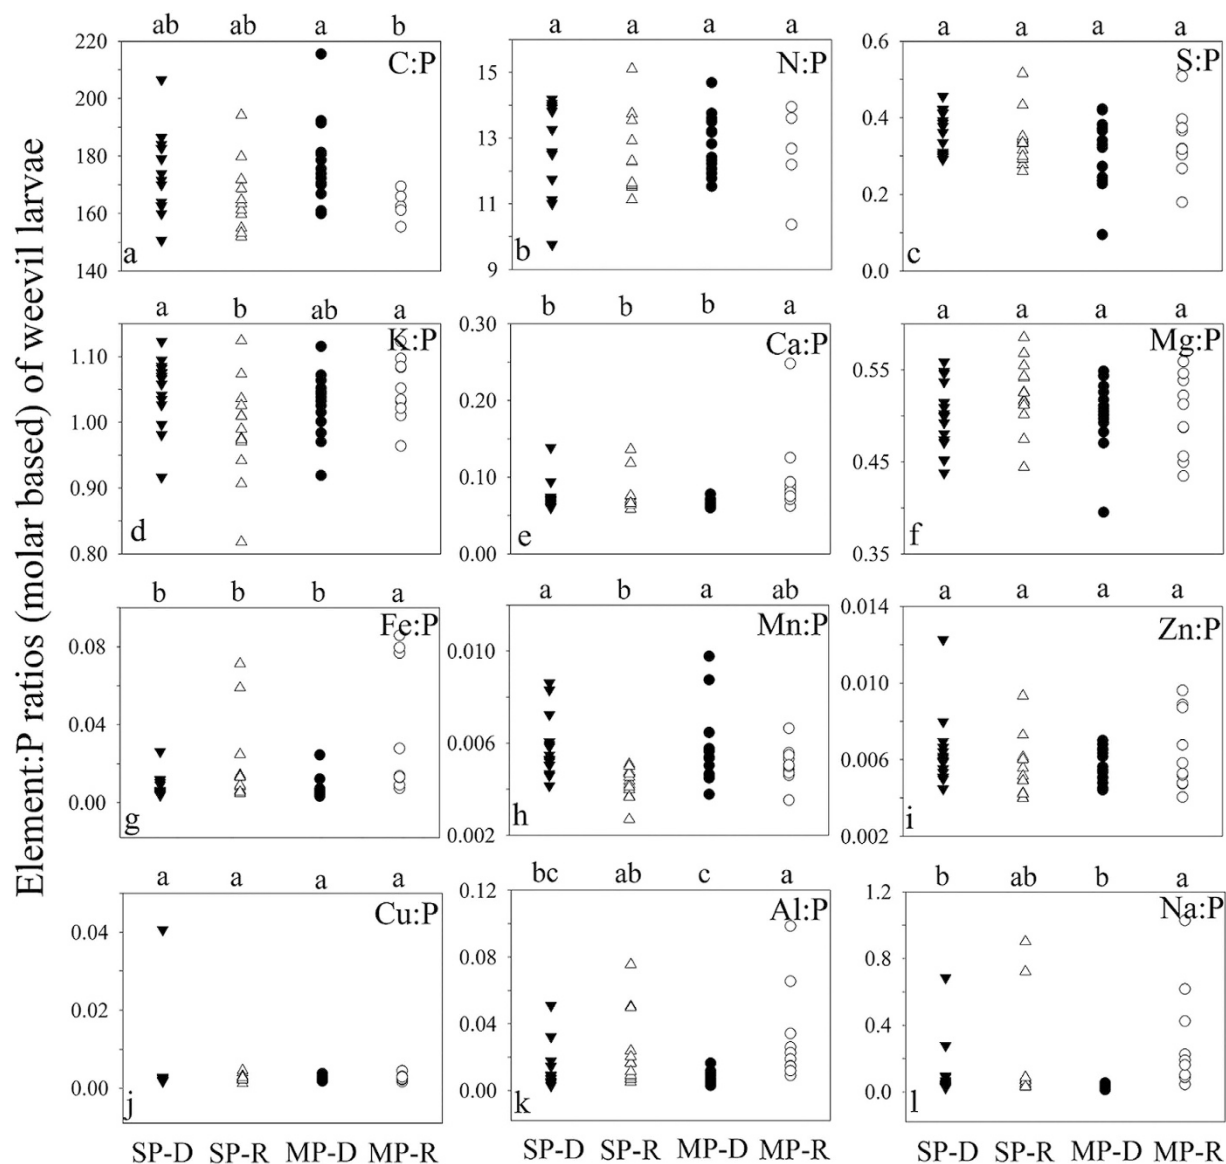 Element:P ratios (molar based) of weevil larvae
ab ab a b
C:P
220
200
180
160
140
a
a a a a
N:P
15
13
11
9
b
a a a a
S:P
0.6
0.4
0.2
0.0
c
a b ab a
K:P
1.10
1.00
0.90
0.80
d
b b b a
Ca:P
0.30
0.20
0.10
0.00
e
a a a a
Mg:P
0.55
0.45
0.35
f
b b b a
Fe:P
0.08
0.04
0.00
g
a b a ab
Mn:P
0.010
0.006
0.002
h
a a a a
Zn:P
0.014
0.010
0.006
0.002
i
a a a a
Cu:P
0.04
0.02
0.00
j
bc ab c a
Al:P
0.12
0.08
0.04
0.00
k
b ab b a
Na:P
1.2
0.8
0.4
0.0
l
SP-D SP-R MP-D MP-R
SP-D SP-R MP-D MP-R
SP-D SP-R MP-D MP-R